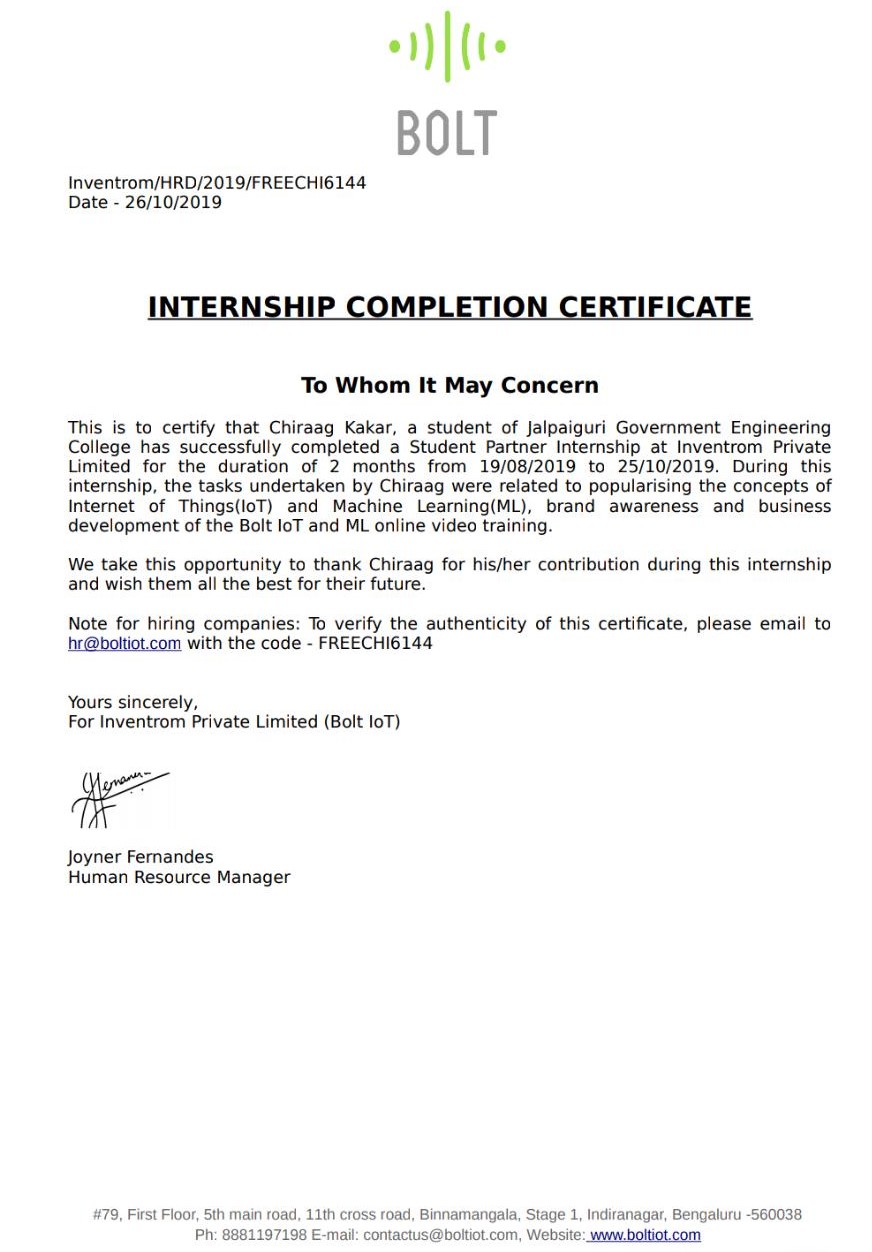 BOLT
Inventrom/HRD/2019/FREECHI6144
Date - 26/10/2019
INTERNSHIP COMPLETION CERTIFICATE
To Whom It May Concern
This is to certify that Chiraag Kakar, a student of Jalpaiguri Government Engineering
College has successfully completed a Student Partner Internship at Inventrom Private
Limited for the duration of 2 months from 19/08/2019 to 25/10/2019. During this
internship, the tasks undertaken by Chiraag were related to popularising the concepts of
Internet of Things(IoT) and Machine Learning(ML), brand awareness and business
development of the Bolt IoT and ML online video training.
We take this opportunity to thank Chiraag for his/her contribution during this internship
and wish them all the best for their future.
Note for hiring companies: To verify the authenticity of this certificate, please email to
hr@boltiot.com with the code - FREECHI6144
Yours sincerely,
For Inventrom Private Limited (Bolt IoT)
Joyner Fernandes
Human Resource Manager
#79, First Floor, 5th main road, 11th cross road, Binnamangala, Stage 1, Indiranagar, Bengaluru -560038
Ph: 8881197198 E-mail: contactus@boltiot.com, Website: www.boltiot.com